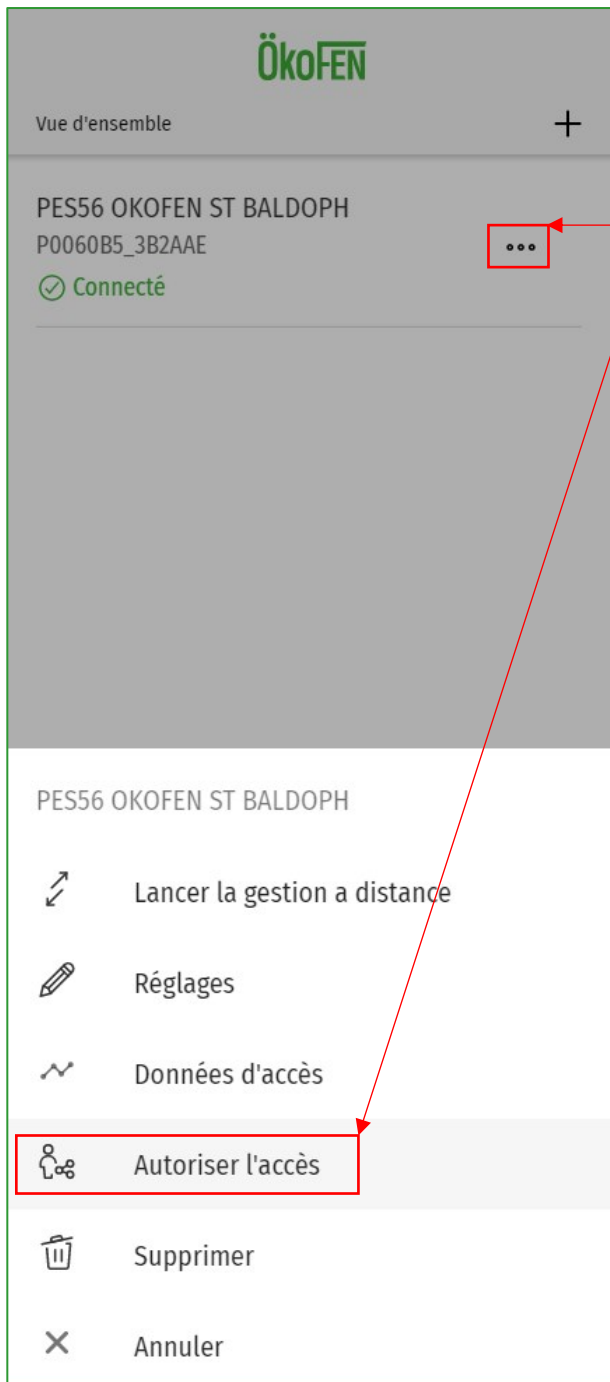 ÖkoFEN
Vue d'ensemble
PES56 OKOFEN ST BALDOPH
P0060B5_3B2AAE
Connecté
PES56 OKOFEN ST BALDOPH
Lancer la gestion a distance
Réglages
Données d'accès
Autoriser l'accès
Supprimer
Annuler